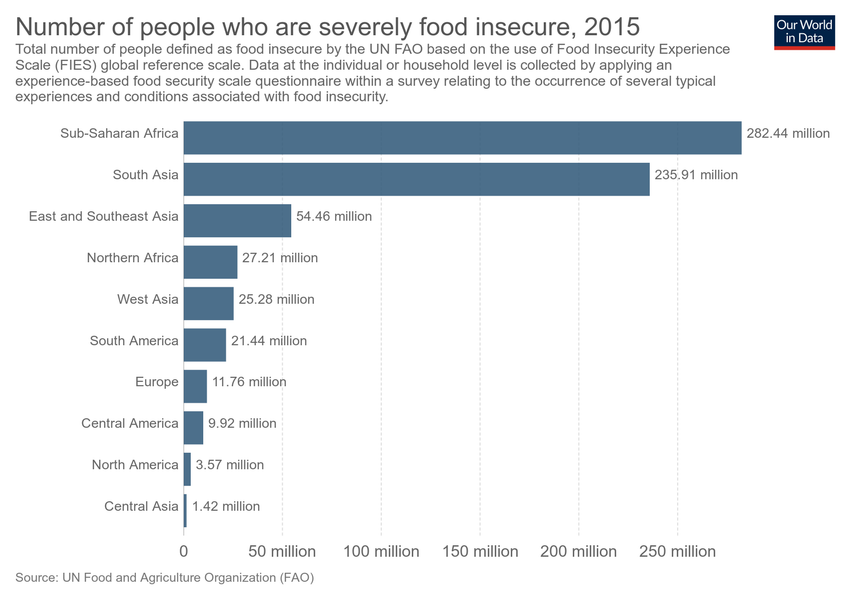 Number of people who are severely food insecure, 2015
Our World
in Data
Total number of people defined as food insecure by the UN FAO based on the use of Food Insecurity Experience
Scale (FIES) global reference scale. Data at the individual or household level is collected by applying an
experience-based food security scale questionnaire within a survey relating to the occurrence of several typical
experiences and conditions associated with food insecurity.
Sub-Saharan Africa 282.44 million
South Asia 235.91 million
East and Southeast Asia 54.46 million
Northern Africa 27.21 million
West Asia 25.28 million
South America 21.44 million
Europe 11.76 million
Central America 9.92 million
North America 3.57 million
Central Asia 1.42 million
0 50 million 100 million 150 million 200 million 250 million
Source: UN Food and Agriculture Organization (FAO)